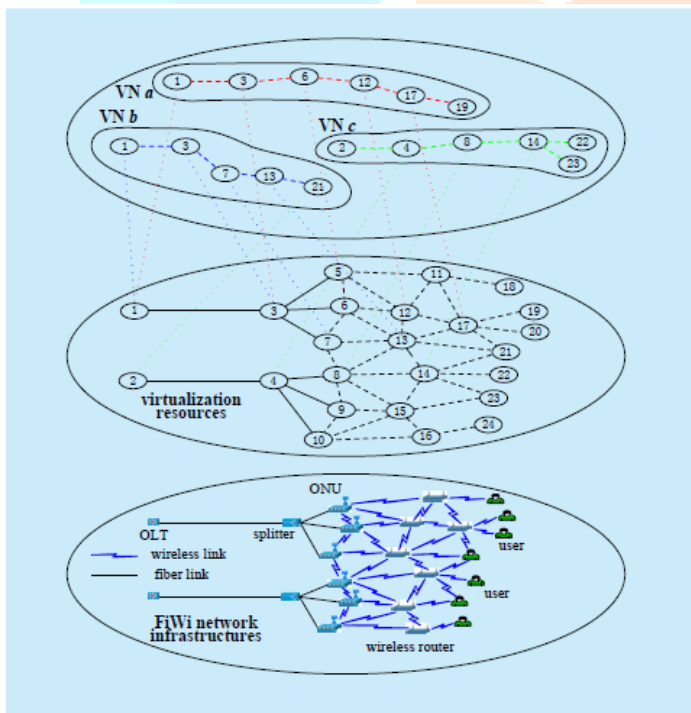 1 3 6 12 17 19
VN a
VN b
VN c
1 3 7 13 21
2 4 8 14 22 23
5 11 18
1 3 6 12 17 19 20
7 13 21
2 4 8 14 22
virtualization
resources
9 15 23
10 16 24
ONU
OLT splitter user
wireless link
fiber link
user
FiWi network
infrastructures
wireless router